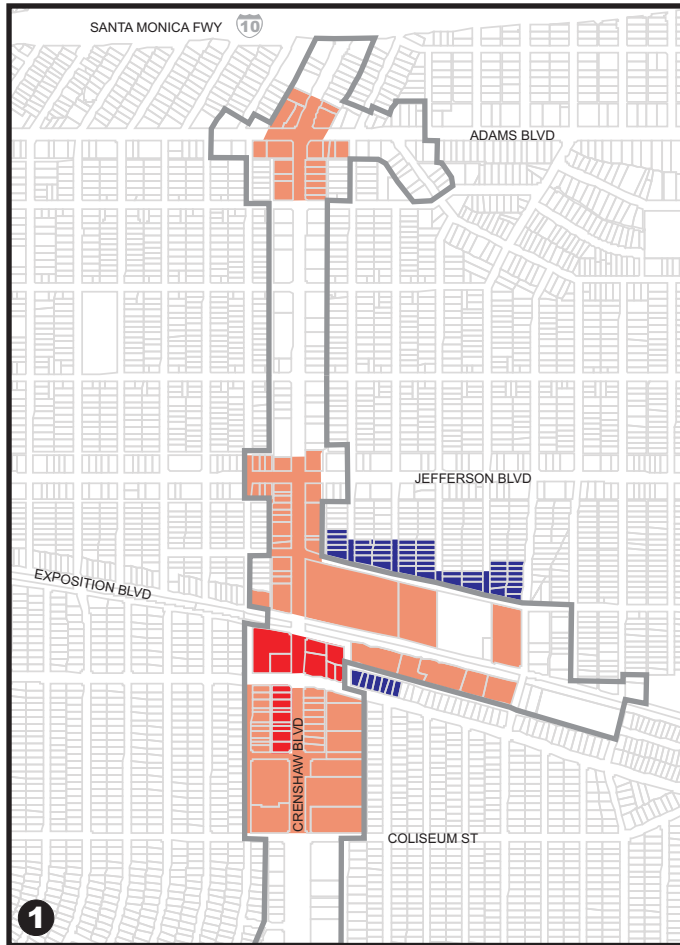 SANTA MONICA FWY 10
ADAMS BLVD
JEFFERSON BLVD
EXPOSITION BLVD
CRENSHAW BLVD
COLISEUM ST
1